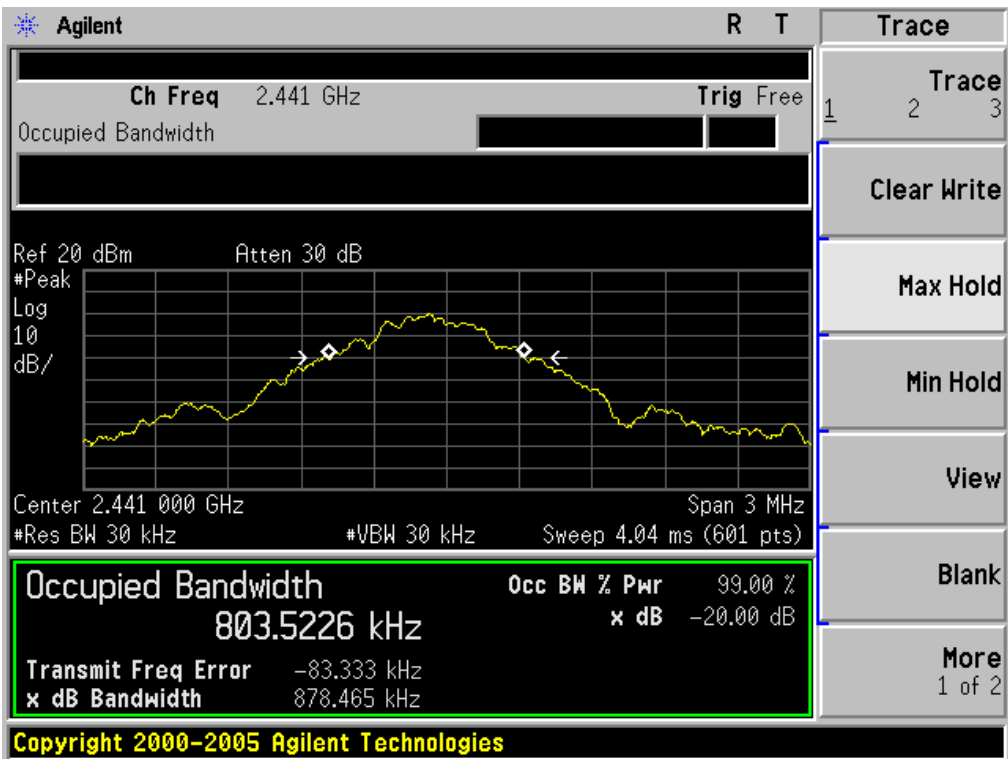 Agilent R T
Ch Freq 2.441 GHz Trig Free
Occupied Bandwidth
Ref 20 dBm Atten 30 dB
#Peak
Log
10
dB/
Center 2.441 000 GHz Span 3 MHz
#Res BW 30 kHz #VBW 30 kHz Sweep 4.04 ms (601 pts)
Occupied Bandwidth Occ BW % Pwr 99.00 %
803.5226 kHz x dB -20.00 dB
Transmit Freq Error -83.333 kHz
x dB Bandwidth 878.465 kHz
Copyright 2000-2005 Agilent Technologies
Trace
Trace
1 2 3
Clear Write
Max Hold
Min Hold
View
Blank
More
1 of 2